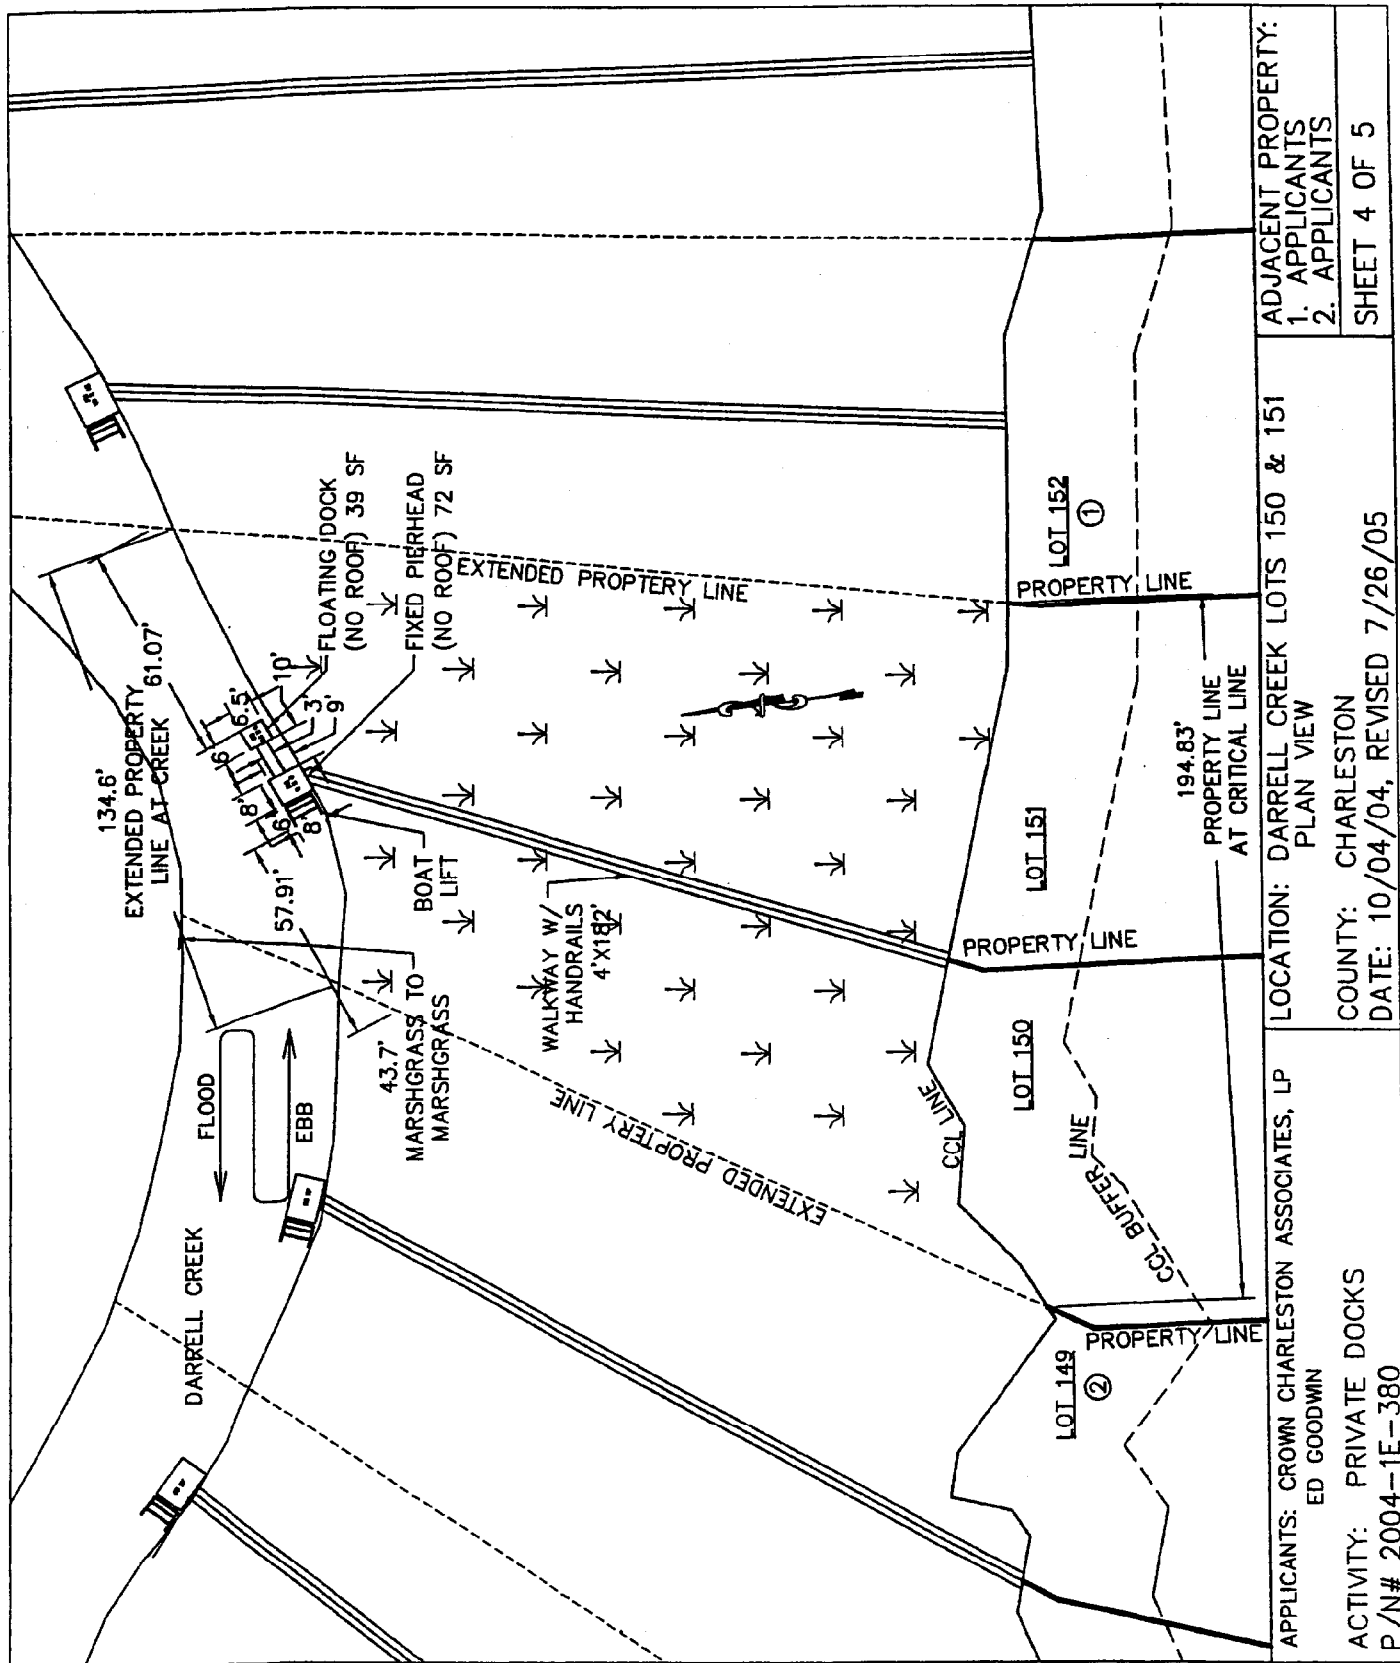 134.6'
EXTENDED PROPERTY
LINE AT CREEK
61.07'
6.5'
10'
6'
3'
9'
8'
6'
8'
57.91'
FLOATING DOCK
(NO ROOF) 39 SF
FIXED PIERHEAD
(NO ROOF) 72 SF
BOAT
LIFT
FLOOD
EBB
DARRELL CREEK
43.7'
MARSHGRASS TO
MARSHGRASS
WALKWAY W/
HANDRAILS
4'X182'
EXTENDED PROPTERY LINE
EXTENDED PROPTERY LINE
CCL LINE
CCL BUFFER LINE
LOT 149
2
PROPERTY LINE
LOT 150
PROPERTY LINE
LOT 151
PROPERTY LINE
LOT 152
1
194.83'
PROPERTY LINE
AT CRITICAL LINE
APPLICANTS: CROWN CHARLESTON ASSOCIATES, LP
ED GOODWIN
ACTIVITY: PRIVATE DOCKS
P/N# 2004-1E-380
LOCATION: DARRELL CREEK LOTS 150 & 151
PLAN VIEW
COUNTY: CHARLESTON
DATE: 10/04/04, REVISED 7/26/05
ADJACENT PROPERTY:
1. APPLICANTS
2. APPLICANTS
SHEET 4 OF 5